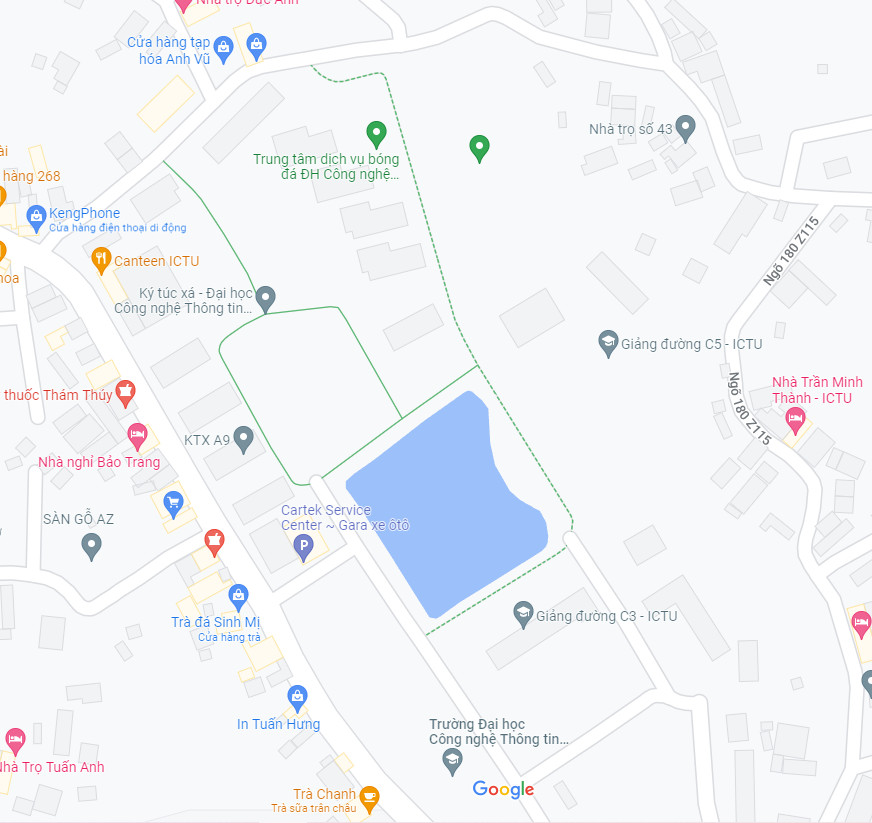 Nhà trọ Đức Anh
Cửa hàng tạp
hóa Anh Vũ
Nhà trọ số 43
Trung tâm dịch vụ bóng
đá ĐH Công nghệ...
hàng 268
KengPhone
Cửa hàng điện thoại di động
Ngõ 180 Z115
Canteen ICTU
Ký túc xá - Đại học
Công nghệ Thông tin...
Giảng đường C5 - ICTU
Ngõ 180 Z115
Nhà Trần Minh
Thành - ICTU
thuốc Thắm Thủy
KTX A9
Nhà nghỉ Bảo Trang
SÀN GỖ AZ
Cartek Service
Center ~ Gara xe ôtô
P
Trà đá Sinh Mị
Cửa hàng trà
Giảng đường C3 - ICTU
In Tuấn Hưng
Trường Đại học
Công nghệ Thông tin...
Nhà Trọ Tuấn Anh
Google
Trà Chanh
Trà sữa trân châu